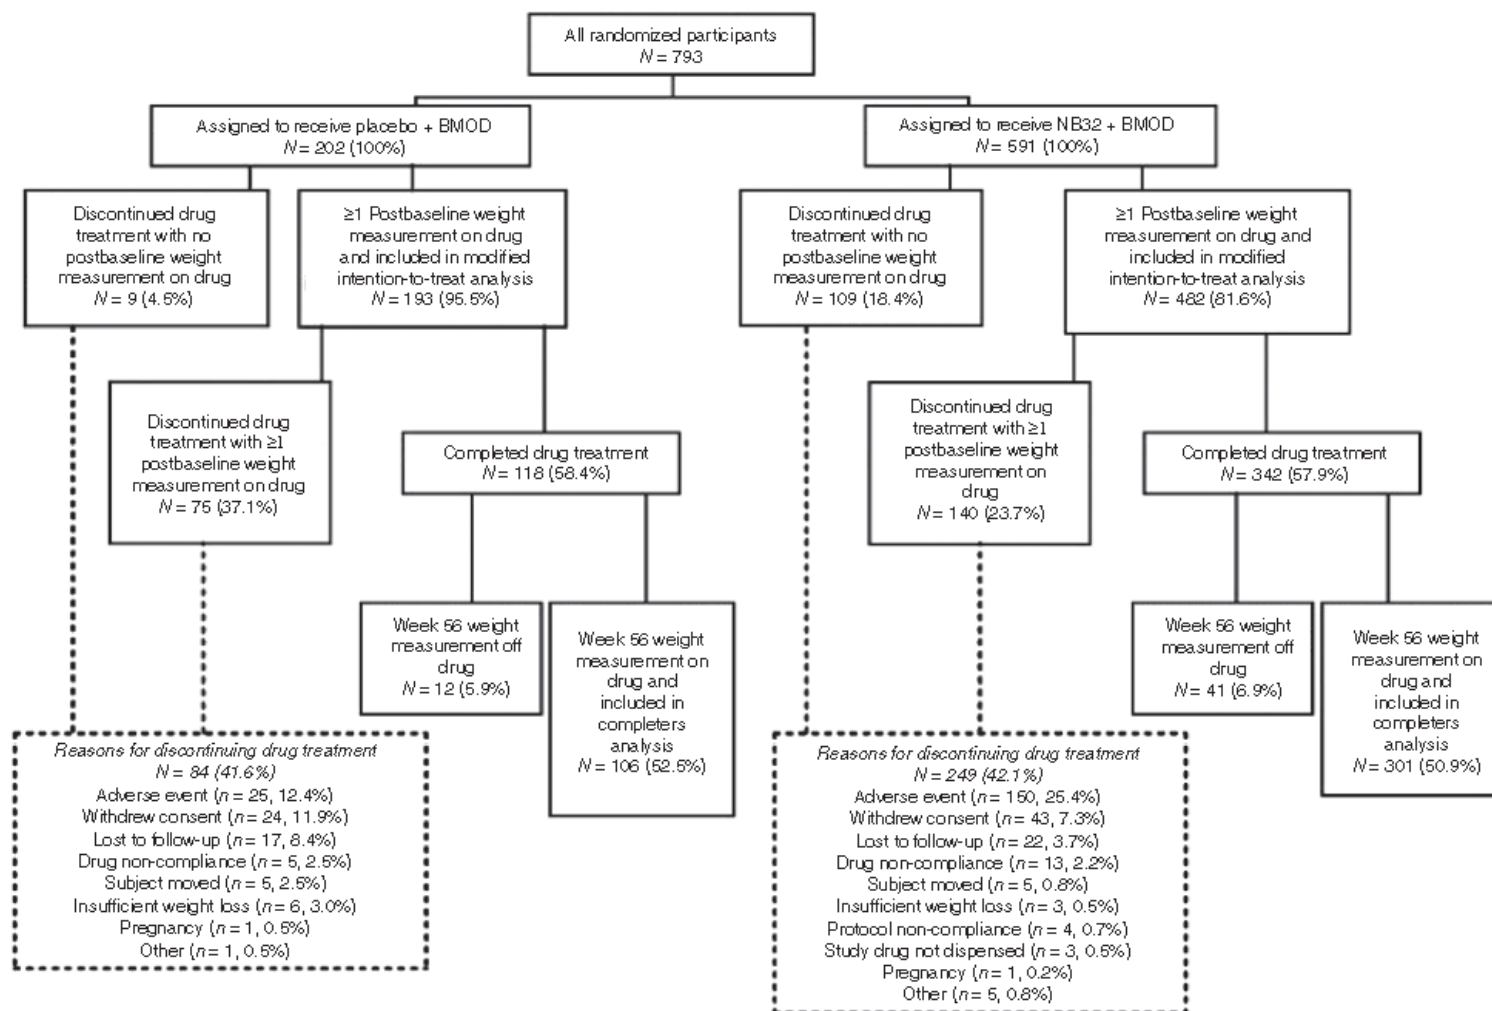 All randomized participants
N = 793
Assigned to receive placebo + BMOD
N = 202 (100%)
Assigned to receive NB32 + BMOD
N = 591 (100%)
Discontinued drug
treatment with no
postbaseline weight
measurement on drug
N = 9 (4.5%)
≥1 Postbaseline weight
measurement on drug
and included in modified
intention-to-treat analysis
N = 193 (95.5%)
Discontinued drug
treatment with no
postbaseline weight
measurement on drug
N = 109 (18.4%)
≥1 Postbaseline weight
measurement on drug and
included in modified
intention-to-treat analysis
N = 482 (81.6%)
Discontinued drug
treatment with ≥1
postbaseline weight
measurement on drug
N = 75 (37.1%)
Completed drug treatment
N = 118 (58.4%)
Discontinued drug
treatment with ≥1
postbaseline weight
measurement on
drug
N = 140 (23.7%)
Completed drug treatment
N = 342 (57.9%)
Week 56 weight
measurement off
drug
N = 12 (5.9%)
Week 56 weight
measurement on
drug and
included in
completers
analysis
N = 106 (52.5%)
Week 56 weight
measurement off
drug
N = 41 (6.9%)
Week 56 weight
measurement on
drug and
included in
completers
analysis
N = 301 (50.9%)
Reasons for discontinuing drug treatment
N = 84 (41.6%)
Adverse event (n = 25, 12.4%)
Withdrew consent (n = 24, 11.9%)
Lost to follow-up (n = 17, 8.4%)
Drug non-compliance (n = 5, 2.5%)
Subject moved (n = 5, 2.5%)
Insufficient weight loss (n = 6, 3.0%)
Pregnancy (n = 1, 0.5%)
Other (n = 1, 0.5%)
Reasons for discontinuing drug treatment
N = 249 (42.1%)
Adverse event (n = 150, 25.4%)
Withdrew consent (n = 43, 7.3%)
Lost to follow-up (n = 22, 3.7%)
Drug non-compliance (n = 13, 2.2%)
Subject moved (n = 5, 0.8%)
Insufficient weight loss (n = 3, 0.5%)
Protocol non-compliance (n = 4, 0.7%)
Study drug not dispensed (n = 3, 0.5%)
Pregnancy (n = 1, 0.2%)
Other (n = 5, 0.8%)